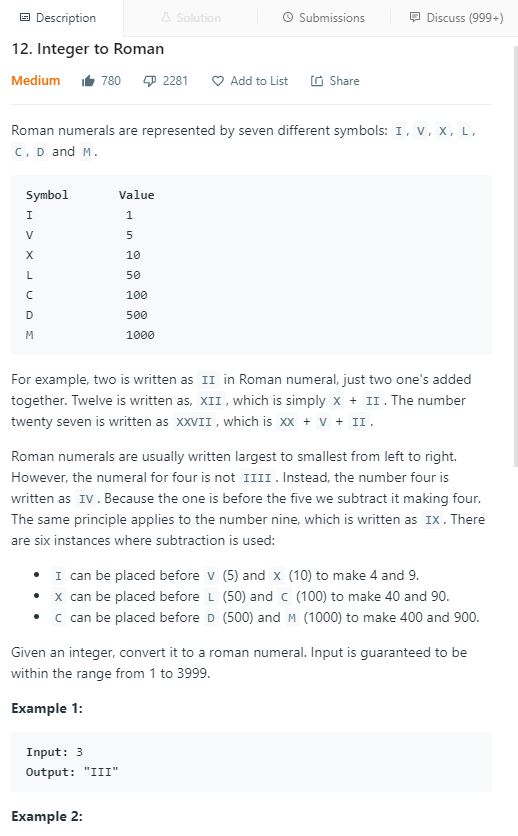 Description Solution Submissions Discuss (999+)
12. Integer to Roman
Medium 780 2281 Add to List Share
Roman numerals are represented by seven different symbols: I, V, X, L,
C, D and M.
Symbol Value
I 1
V 5
X 10
L 50
C 100
D 500
M 1000
For example, two is written as II in Roman numeral, just two one's added
together. Twelve is written as, XII, which is simply X + II. The number
twenty seven is written as XXVII, which is XX + V + II.
Roman numerals are usually written largest to smallest from left to right.
However, the numeral for four is not IIII. Instead, the number four is
written as IV. Because the one is before the five we subtract it making four.
The same principle applies to the number nine, which is written as IX. There
are six instances where subtraction is used:
• I can be placed before V (5) and X (10) to make 4 and 9.
• X can be placed before L (50) and C (100) to make 40 and 90.
• C can be placed before D (500) and M (1000) to make 400 and 900.
Given an integer, convert it to a roman numeral. Input is guaranteed to be
within the range from 1 to 3999.
Example 1:
Input: 3
Output: "III"
Example 2: